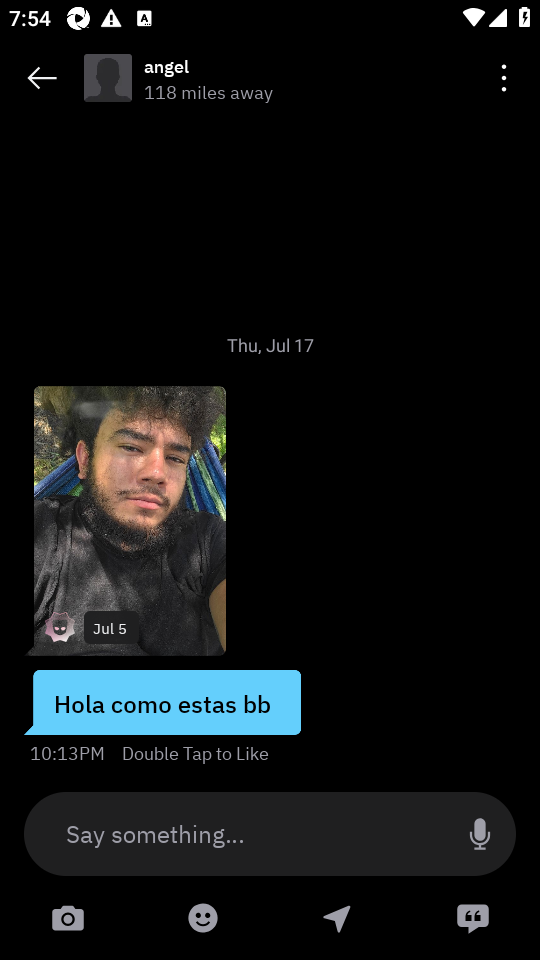 7:54
angel
118 miles away
Thu, Jul 17
Jul 5
Hola como estas bb
10:13PM Double Tap to Like
Say something...